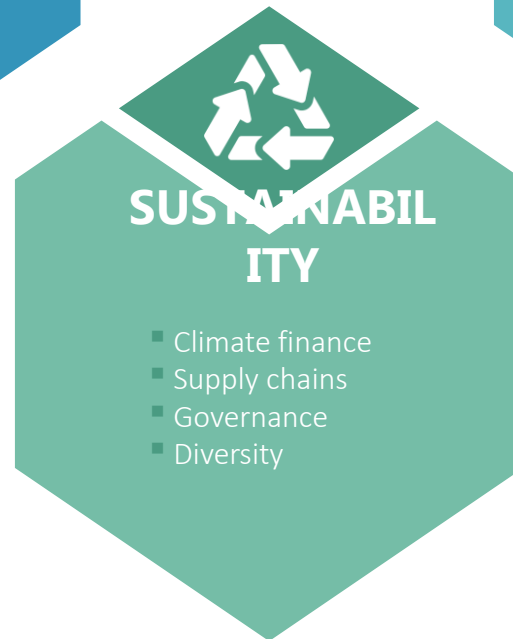 SUSTAINABIL
ITY
Climate finance
Supply chains
Governance
Diversity